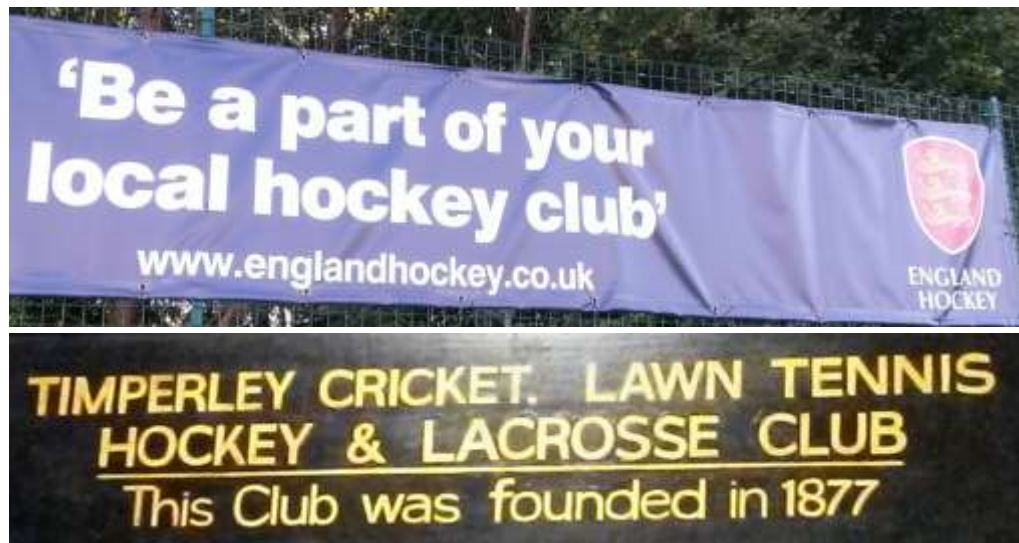 'Be a part of your
local hockey club'
www.englandhockey.co.uk
ENGLAND
HOCKEY
TIMPERLEY CRICKET. LAWN TENNIS
HOCKEY & LACROSSE CLUB
This Club was founded in 1877